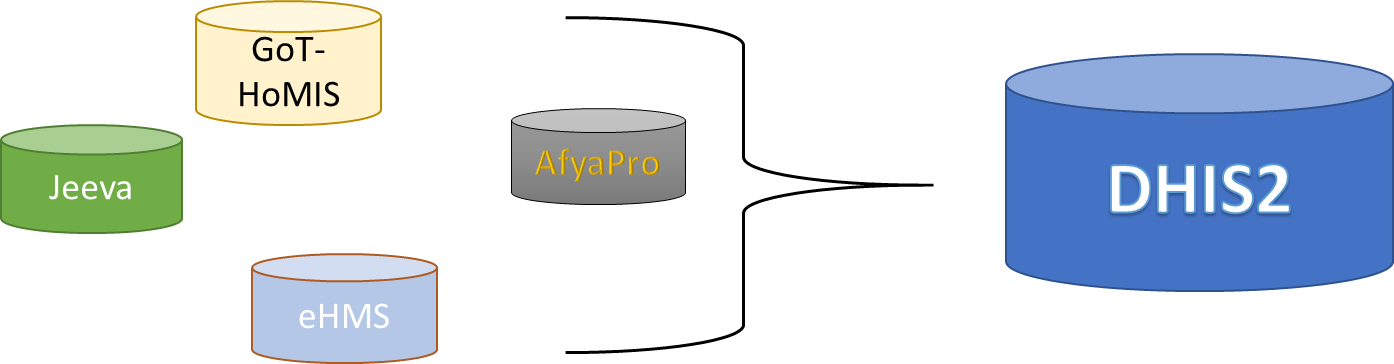 GoT-
HoMIS
Jeeva
AfyaPro
eHMS
DHIS2